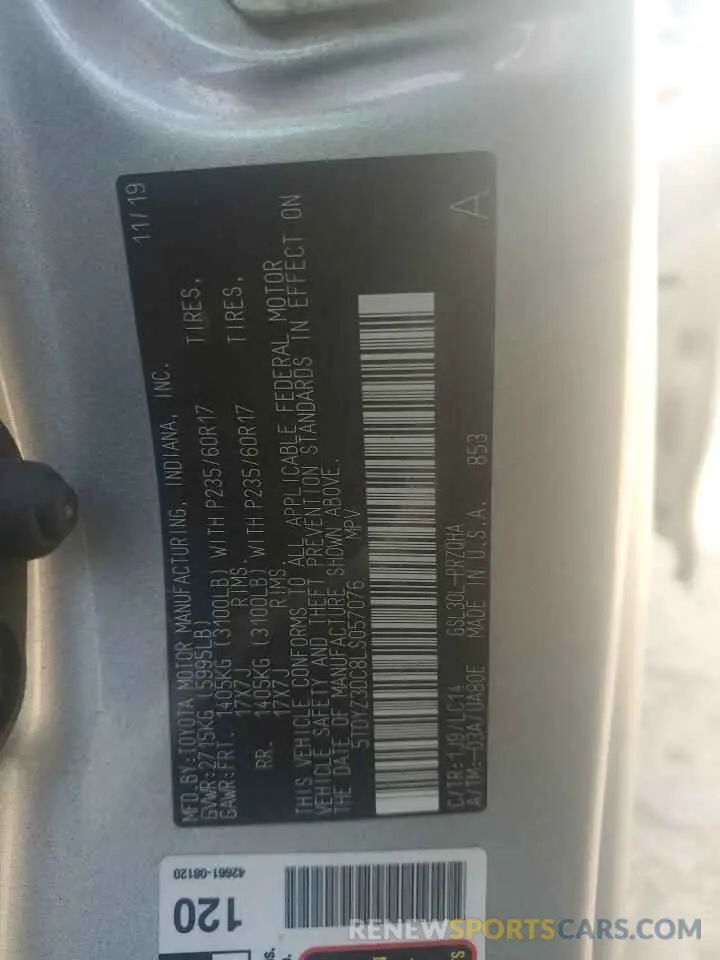 11/19
MFD.BY:TOYOTA MOTOR MANUFACTURING, INDIANA, INC.
GVWR:2715KG (5995LB)
GAWR:FRT. 1405KG (3100LB) WITH P235/60R17 TIRES,
17X7J RIMS.
RR. 1405KG (3100LB) WITH P235/60R17 TIRES,
17X7J RIMS.
THIS VEHICLE CONFORMS TO ALL APPLICABLE FEDERAL MOTOR
VEHICLE SAFETY AND THEFT PREVENTION STANDARDS IN EFFECT ON
THE DATE OF MANUFACTURE SHOWN ABOVE.
5TDYZ3DC8LS057076 MPV
A
C/TR:1J9/LC14 GSL30L-PRZQHA
A/TM:-03A/UA80E MADE IN U.S.A. 853
42661-08120
120
RENEWSPORTSCARS.COM